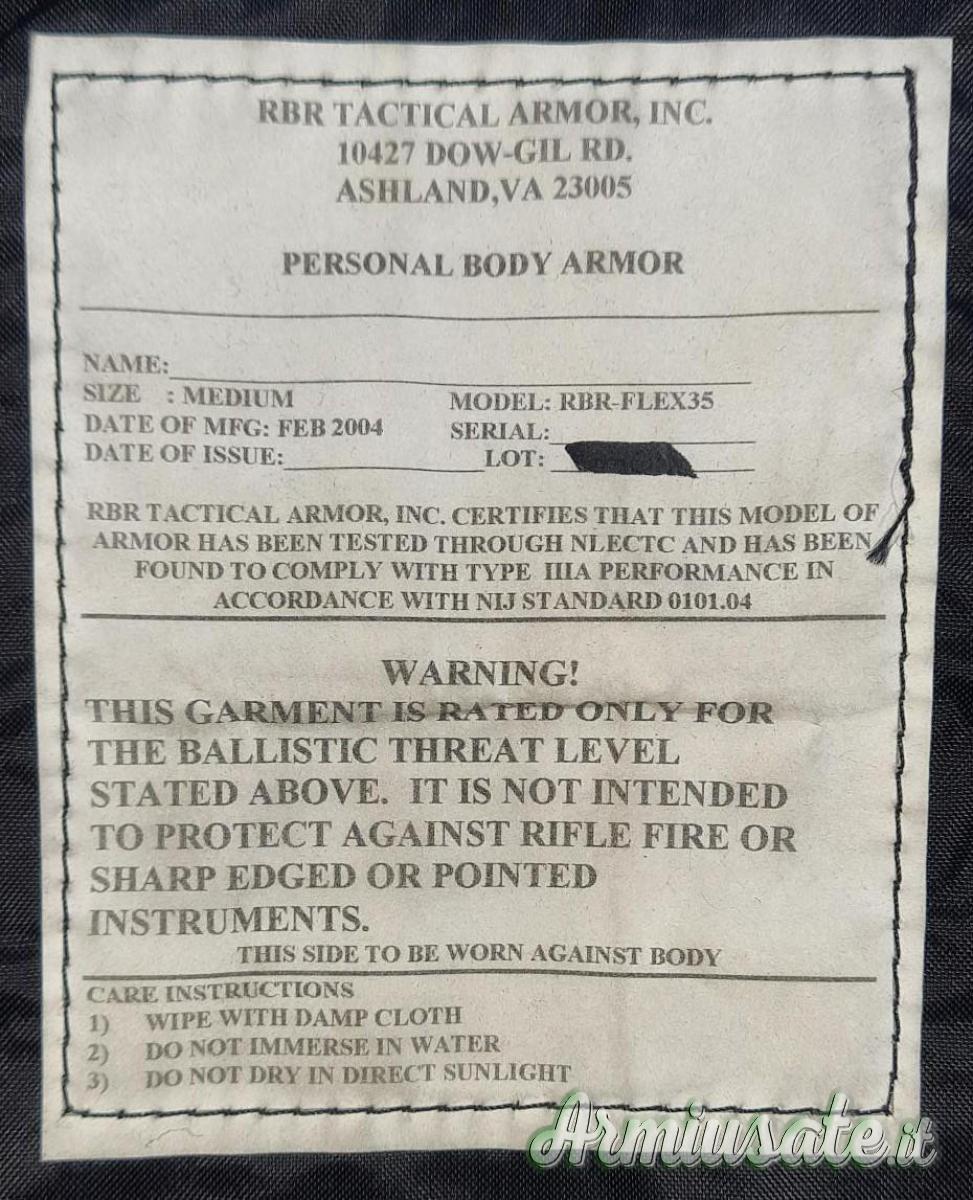 RBR TACTICAL ARMOR, INC.
10427 DOW-GIL RD.
ASHLAND,VA 23005
PERSONAL BODY ARMOR
NAME:
SIZE : MEDIUM MODEL: RBR-FLEX35
DATE OF MFG: FEB 2004 SERIAL:
DATE OF ISSUE: LOT:
RBR TACTICAL ARMOR, INC. CERTIFIES THAT THIS MODEL OF
ARMOR HAS BEEN TESTED THROUGH NLECTC AND HAS BEEN
FOUND TO COMPLY WITH TYPE IIIA PERFORMANCE IN
ACCORDANCE WITH NIJ STANDARD 0101.04
WARNING!
THIS GARMENT IS RATED ONLY FOR
THE BALLISTIC THREAT LEVEL
STATED ABOVE. IT IS NOT INTENDED
TO PROTECT AGAINST RIFLE FIRE OR
SHARP EDGED OR POINTED
INSTRUMENTS.
THIS SIDE TO BE WORN AGAINST BODY
CARE INSTRUCTIONS
1) WIPE WITH DAMP CLOTH
2) DO NOT IMMERSE IN WATER
3) DO NOT DRY IN DIRECT SUNLIGHT
Armiusate.it